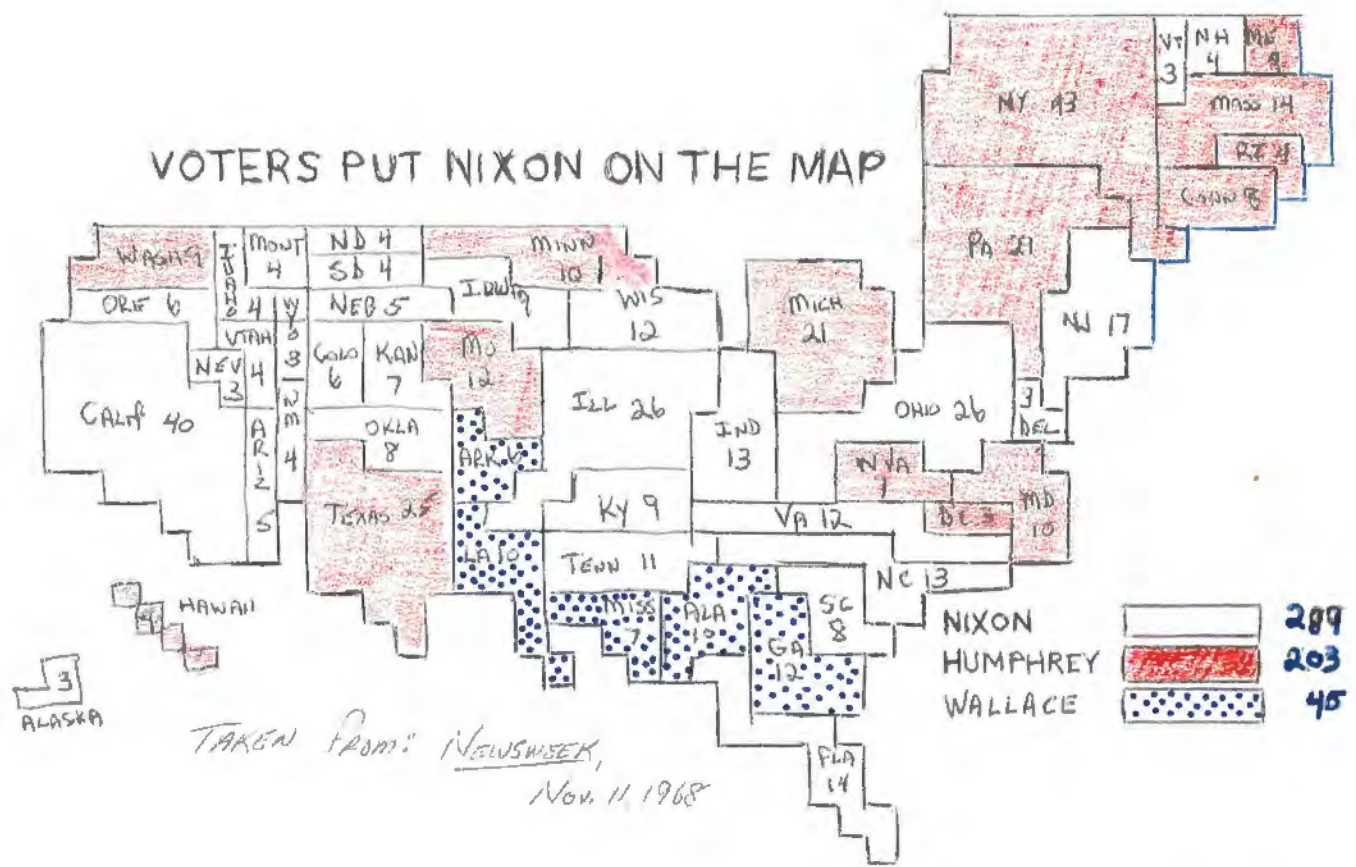 VOTERS PUT NIXON ON THE MAP
NY 43
VT
3
NH
4
ME
4
MASS 14
RI 4
CONN 8
WASH 9
IDAHO
4
MONT
4
ND 4
SD 4
MINN
10
PA 29
ORE 6
WYO
3
NEB 5
IOWA 9
WIS
12
MICH
21
NJ 17
UTAH
4
NEV
3
COLO
6
KAN
7
MO
12
CALIF 40
ILL 26
IND
13
OHIO 26
3
DEL
ARIZ
5
NM
4
OKLA
8
ARK 6
W VA
7
TEXAS 25
KY 9
VA 12
DC 3
MD
10
LA 10
TENN 11
NC 13
HAWAII
MISS
7
ALA
10
SC
8
GA
12
NIXON
HUMPHREY 203
WALLACE 45
3
ALASKA
TAKEN FROM: NEWSWEEK,
NOV. 11, 1968
FLA
14